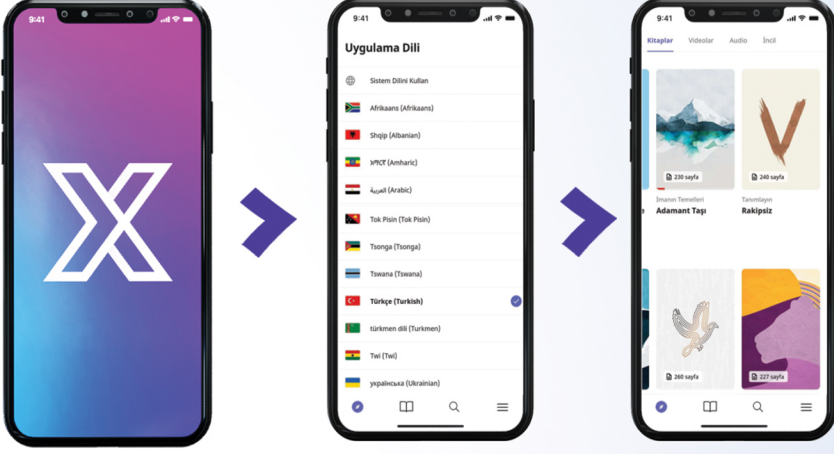 9:41
X
9:41
Uygulama Dili
Sistem Dilini Kullan
Afrikaans (Afrikaans)
Shqip (Albanian)
አማርኛ (Amharic)
العربية (Arabic)
Tok Pisin (Tok Pisin)
Tsonga (Tsonga)
Tswana (Tswana)
Türkçe (Turkish)
türkmen dili (Turkmen)
Twi (Twi)
українська (Ukrainian)
9:41
Kitaplar Videolar Audio İncil
230 sayfa
240 sayfa
İmanın Temelleri
Tanımlayın
Adamant Taşı
Rakipsiz
260 sayfa
227 sayfa